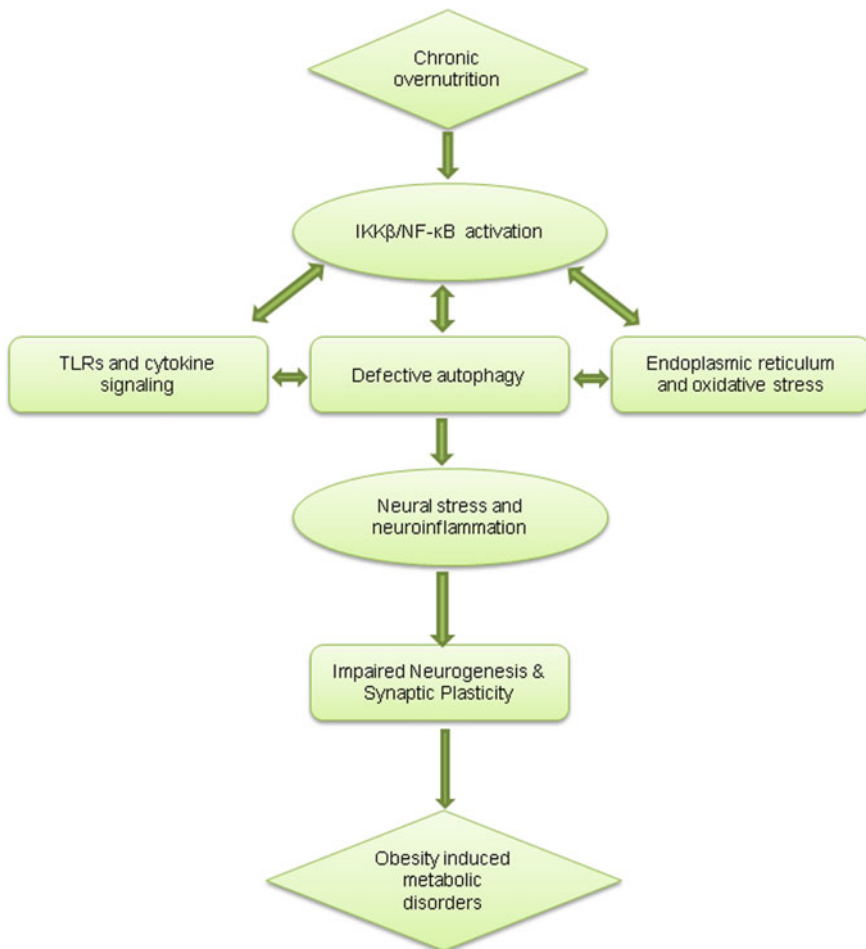 Chronic
overnutrition
IKKβ/NF-κB activation
TLRs and cytokine
signaling
Defective autophagy
Endoplasmic reticulum
and oxidative stress
Neural stress and
neuroinflammation
Impaired Neurogenesis &
Synaptic Plasticity
Obesity induced
metabolic
disorders